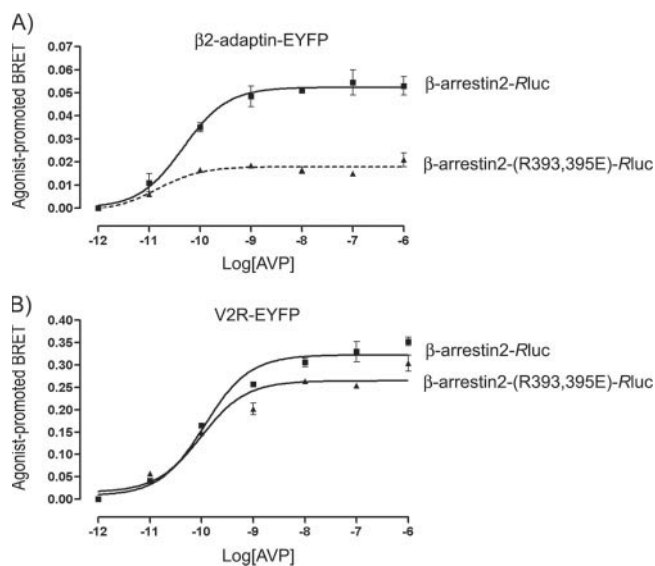 A)
β2-adaptin-EYFP
Agonist-promoted BRET
0.07
0.06
0.05
0.04
0.03
0.02
0.01
0.00
β-arrestin2-Rluc
β-arrestin2-(R393,395E)-Rluc
-12 -11 -10 -9 -8 -7 -6
Log[AVP]
B)
V2R-EYFP
Agonist-promoted BRET
0.40
0.35
0.30
0.25
0.20
0.15
0.10
0.05
0.00
β-arrestin2-Rluc
β-arrestin2-(R393,395E)-Rluc
-12 -11 -10 -9 -8 -7 -6
Log[AVP]